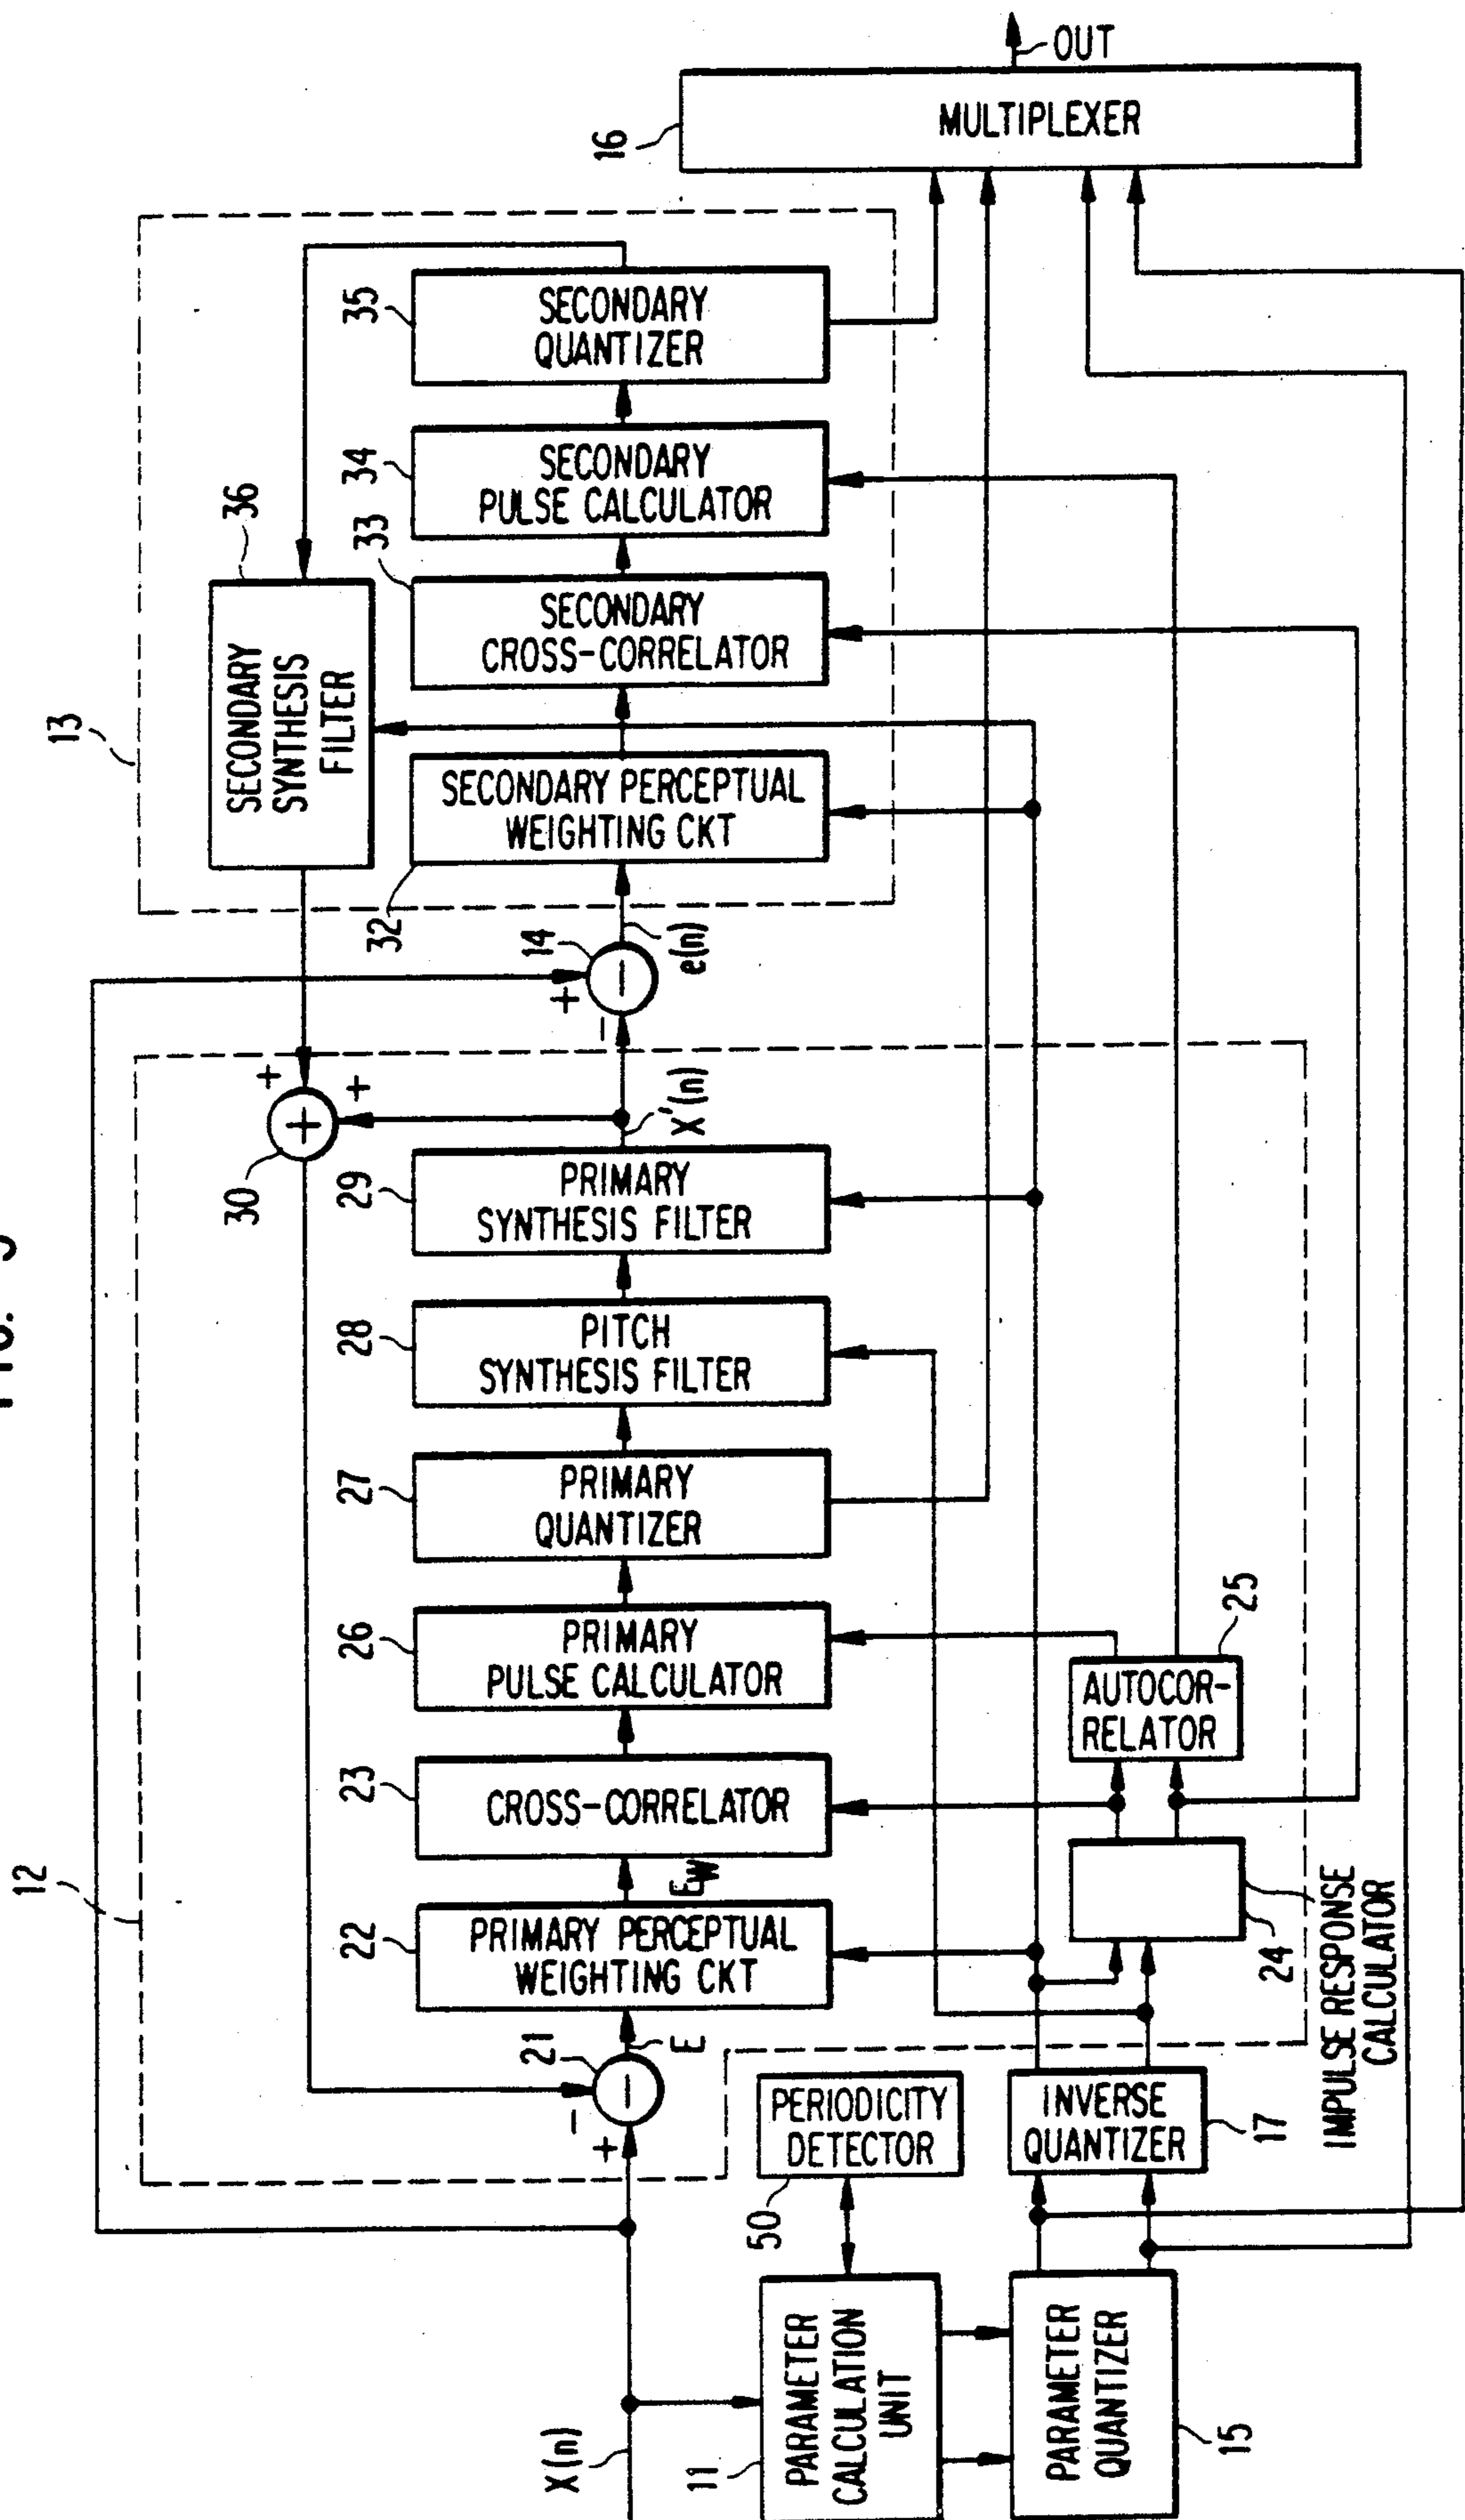 X(n)
11
PARAMETER
CALCULATION
UNIT
PARAMETER
QUANTIZER
15
50
PERIODICITY
DETECTOR
INVERSE
QUANTIZER
17
12
21
+
−
−
E
22
PRIMARY PERCEPTUAL
WEIGHTING CKT
Ew
23
CROSS-CORRELATOR
24
IMPULSE RESPONSE
CALCULATOR
AUTOCOR-
RELATOR
25
26
PRIMARY
PULSE CALCULATOR
27
PRIMARY
QUANTIZER
28
PITCH
SYNTHESIS FILTER
29
PRIMARY
SYNTHESIS FILTER
30
+
+
+
X'(n)
14
+
−
−
e(n)
13
32
SECONDARY PERCEPTUAL
WEIGHTING CKT
33
SECONDARY
CROSS-CORRELATOR
34
SECONDARY
PULSE CALCULATOR
35
SECONDARY
QUANTIZER
36
SECONDARY
SYNTHESIS
FILTER
16
MULTIPLEXER
OUT